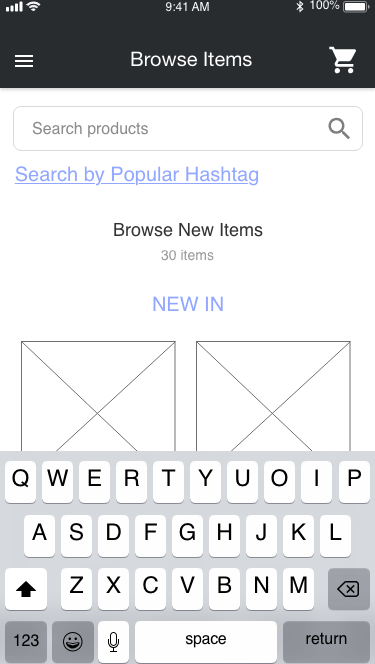 9:41 AM 100%
Browse Items
Search products
Search by Popular Hashtag
Browse New Items
30 items
NEW IN
Q W E R T Y U O I P
A S D F G H J K L
Z X C V B N M
123 space return